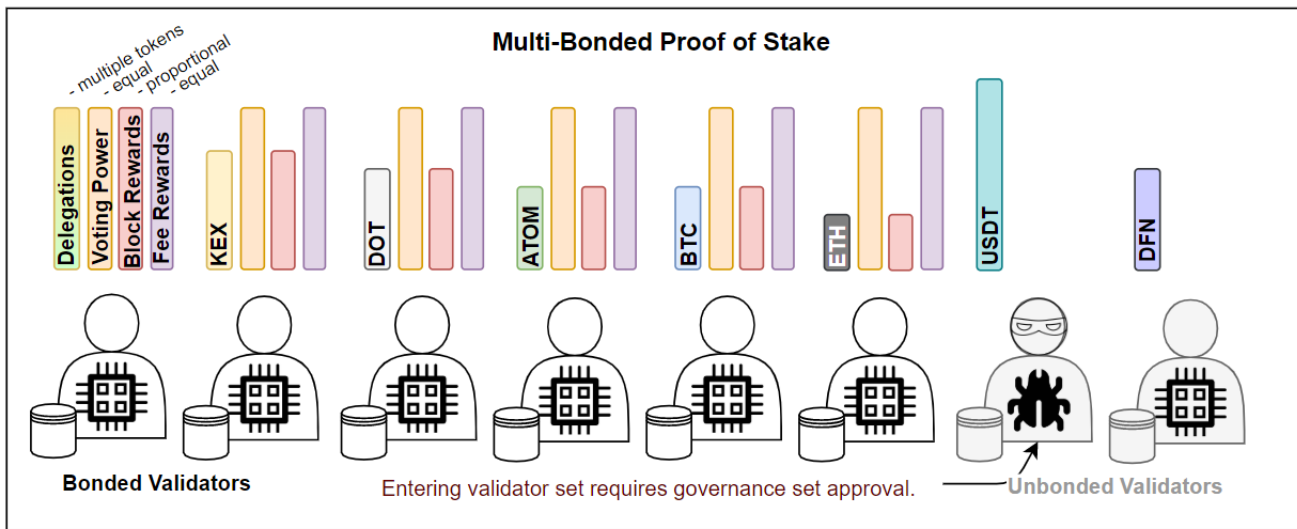 Multi-Bonded Proof of Stake
- multiple tokens
- equal
- proportional
- equal
Delegations
Voting Power
Block Rewards
Fee Rewards
KEX
DOT
ATOM
BTC
ETH
USDT
DFN
Bonded Validators
Entering validator set requires governance set approval.
Unbonded Validators